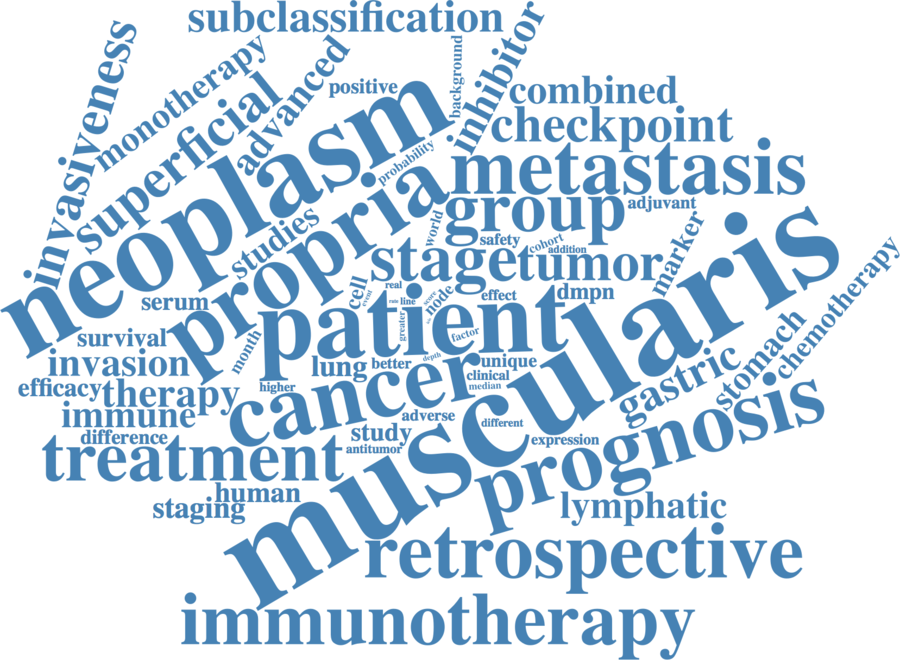 subclassification
inhibitor
invasiveness
monotherapy
advanced
background
positive
superficial
combined
checkpoint
neoplasm
probability
metastasis
propria
group
adjuvant
studies
world
safety
cohort
addition
marker
stage
tumor
chemotherapy
cell
real
event
serum
rate
line
score
node
effect
dmpn
muscularis
patient
greater
factor
survival
month
invasion
lung
better
depth
unique
stomach
gastric
clinical
efficacy
therapy
higher
cancer
median
immune
adverse
different
prognosis
difference
study
expression
treatment
antitumor
human
staging
lymphatic
retrospective
immunotherapy